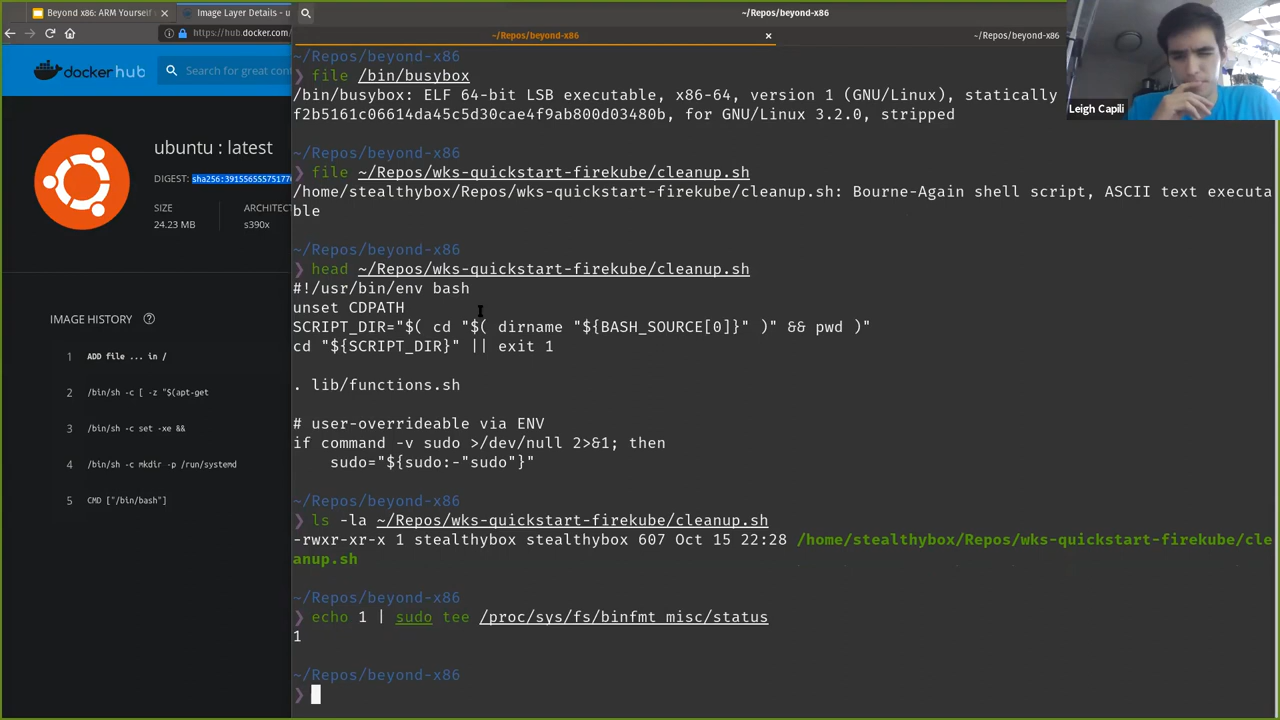 Beyond x86: ARM Yourself
Image Layer Details - u
~/Repos/beyond-x86
https://hub.docker.com/
~/Repos/beyond-x86
~/Repos/beyond-x86
dockerhub
Search for great con
ubuntu : latest
DIGEST: sha256:3915565557517
SIZE
ARCHITEC
24.23 MB
s390x
IMAGE HISTORY
1 ADD file ... in /
2 /bin/sh -c [ -z "$(apt-get
3 /bin/sh -c set -xe &&
4 /bin/sh -c mkdir -p /run/systemd
5 CMD ["/bin/bash"]
~/Repos/beyond-x86
❯ file /bin/busybox
/bin/busybox: ELF 64-bit LSB executable, x86-64, version 1 (GNU/Linux), statically
f2b5161c06614da45c5d30cae4f9ab800d03480b, for GNU/Linux 3.2.0, stripped
~/Repos/beyond-x86
❯ file ~/Repos/wks-quickstart-firekube/cleanup.sh
/home/stealthybox/Repos/wks-quickstart-firekube/cleanup.sh: Bourne-Again shell script, ASCII text executa
ble
~/Repos/beyond-x86
❯ head ~/Repos/wks-quickstart-firekube/cleanup.sh
#!/usr/bin/env bash
unset CDPATH
SCRIPT_DIR="$( cd "$( dirname "${BASH_SOURCE[0]}" )" && pwd )"
cd "${SCRIPT_DIR}" || exit 1
. lib/functions.sh
# user-overrideable via ENV
if command -v sudo >/dev/null 2>&1; then
sudo="${sudo:-"sudo"}"
~/Repos/beyond-x86
❯ ls -la ~/Repos/wks-quickstart-firekube/cleanup.sh
-rwxr-xr-x 1 stealthybox stealthybox 607 Oct 15 22:28 /home/stealthybox/Repos/wks-quickstart-firekube/cle
anup.sh
~/Repos/beyond-x86
❯ echo 1 | sudo tee /proc/sys/fs/binfmt_misc/status
1
~/Repos/beyond-x86
❯
Leigh Capili